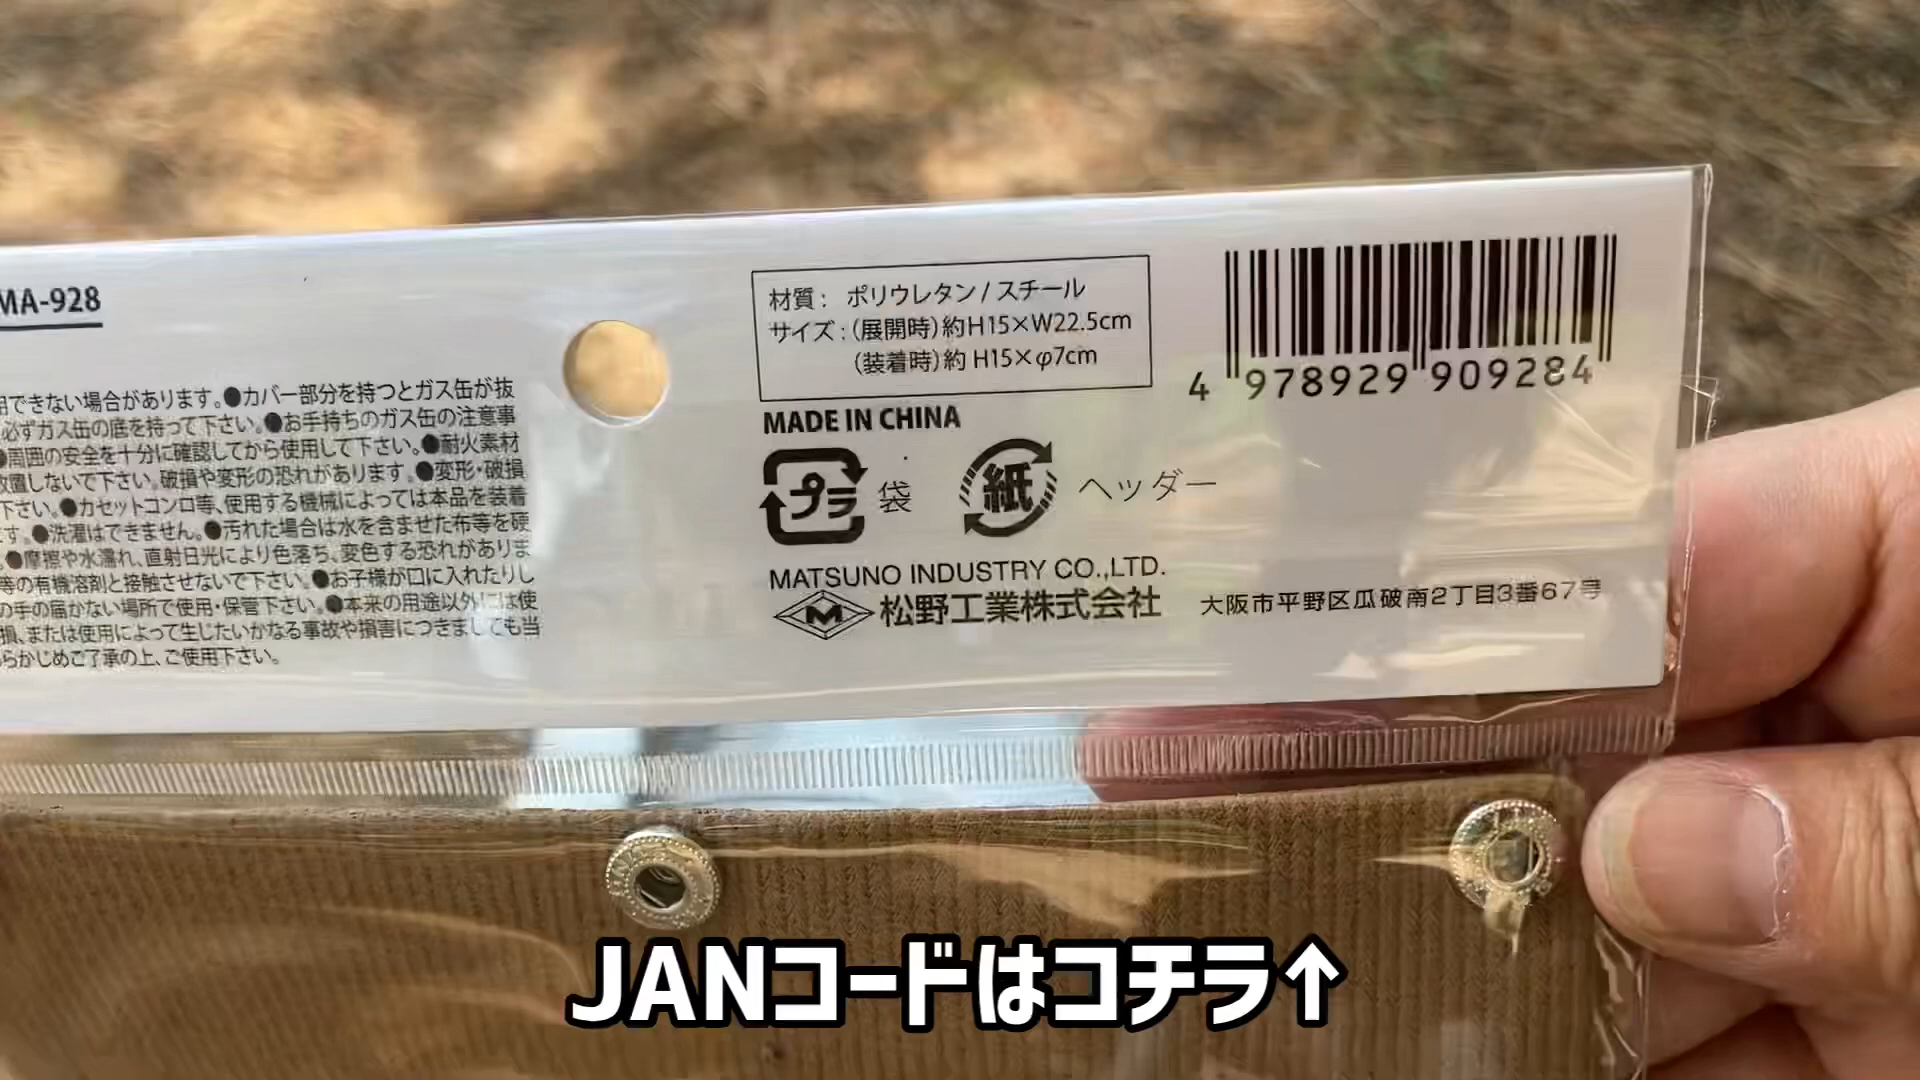 MA-928
用できない場合があります。●カバー部分を持つとガス缶が抜
必ずガス缶の底を持って下さい。●お手持ちのガス缶の注意事
●周囲の安全を十分に確認してから使用して下さい。●耐火素材
放置しないで下さい。破損や変形の恐れがあります。●変形・破損
下さい。●カセットコンロ等、使用する機械によっては本品を装着
す。●洗濯はできません。●汚れた場合は水を含ませた布等を硬
。●摩擦や水濡れ、直射日光により色落ち、変色する恐れがありま
等の有機溶剤と接触させないで下さい。●お子様が口に入れたりし
の手の届かない場所で使用・保管下さい。●本来の用途以外には使
損、または使用によって生じたいかなる事故や損害につきましても当
らかじめご了承の上、ご使用下さい。
材質： ポリウレタン / スチール
サイズ：（展開時）約H15×W22.5cm
（装着時）約 H15×φ7cm
4 978929 909284
MADE IN CHINA
プラ 袋 紙 ヘッダー
MATSUNO INDUSTRY CO.,LTD.
M 松野工業株式会社 大阪市平野区瓜破南2丁目3番67号
JANコードはコチラ↑